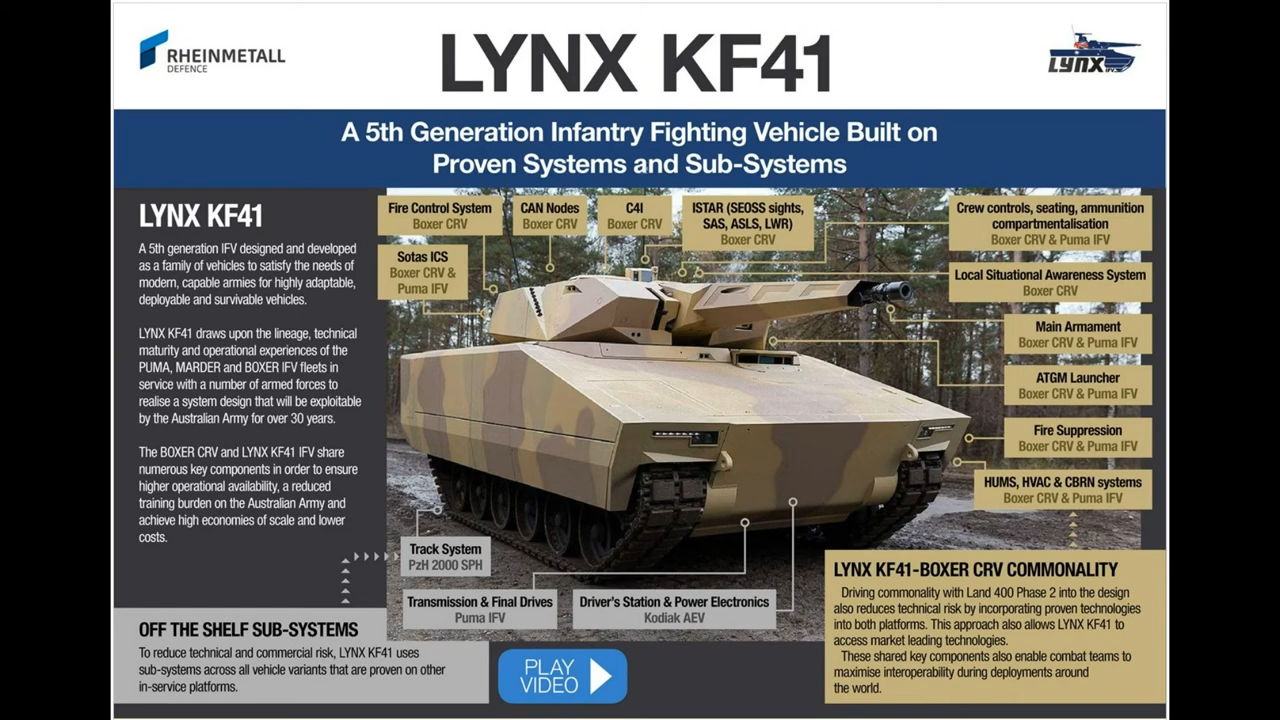 RHEINMETALL
DEFENCE
LYNX KF41
LYNX
IFV
A 5th Generation Infantry Fighting Vehicle Built on
Proven Systems and Sub-Systems
LYNX KF41
A 5th generation IFV designed and developed
as a family of vehicles to satisfy the needs of
modern, capable armies for highly adaptable,
deployable and survivable vehicles.
LYNX KF41 draws upon the lineage, technical
maturity and operational experiences of the
PUMA, MARDER and BOXER IFV fleets in
service with a number of armed forces to
realise a system design that will be exploitable
by the Australian Army for over 30 years.
The BOXER CRV and LYNX KF41 IFV share
numerous key components in order to ensure
higher operational availability, a reduced
training burden on the Australian Army and
achieve high economies of scale and lower
costs.
Fire Control System
Boxer CRV
CAN Nodes
Boxer CRV
C4I
Boxer CRV
ISTAR (SEOSS sights,
SAS, ASLS, LWR)
Boxer CRV
Crew controls, seating, ammunition
compartmentalisation
Boxer CRV & Puma IFV
Sotas ICS
Boxer CRV &
Puma IFV
Local Situational Awareness System
Boxer CRV
Main Armament
Boxer CRV & Puma IFV
ATGM Launcher
Boxer CRV & Puma IFV
Fire Suppression
Boxer CRV & Puma IFV
HUMS, HVAC & CBRN systems
Boxer CRV & Puma IFV
Track System
PzH 2000 SPH
Transmission & Final Drives
Puma IFV
Driver's Station & Power Electronics
Kodiak AEV
OFF THE SHELF SUB-SYSTEMS
To reduce technical and commercial risk, LYNX KF41 uses
sub-systems across all vehicle variants that are proven on other
in-service platforms.
PLAY
VIDEO
LYNX KF41-BOXER CRV COMMONALITY
Driving commonality with Land 400 Phase 2 into the design
also reduces technical risk by incorporating proven technologies
into both platforms. This approach also allows LYNX KF41 to
access market leading technologies.
These shared key components also enable combat teams to
maximise interoperability during deployments around
the world.